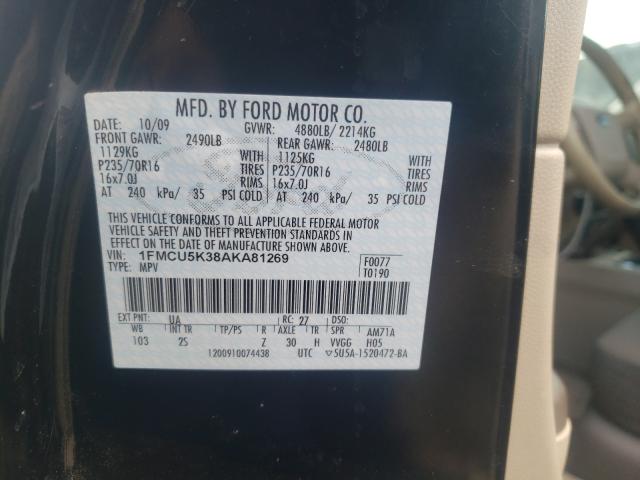 MFD. BY FORD MOTOR CO.
DATE: 10/09 GVWR: 4880LB/ 2214KG
FRONT GAWR: 2490LB REAR GAWR: 2480LB
1129KG WITH 1125KG WITH
P235/70R16 TIRES P235/70R16 TIRES
16x7.0J RIMS 16x7.0J RIMS
AT 240 kPa/ 35 PSI COLD AT 240 kPa/ 35 PSI COLD
THIS VEHICLE CONFORMS TO ALL APPLICABLE FEDERAL MOTOR
VEHICLE SAFETY AND THEFT PREVENTION STANDARDS IN
EFFECT ON THE DATE OF MANUFACTURE SHOWN ABOVE.
VIN: 1FMCU5K38AKA81269 F0077
TYPE: MPV T0190
EXT PNT: UA RC: 27 DSO:
WB INT TR TP/PS R AXLE TR SPR AM71A
103 2S Z 30 H VVGG H05
1200910074438 UTC ▽5U5A-1520472-BA
Ford